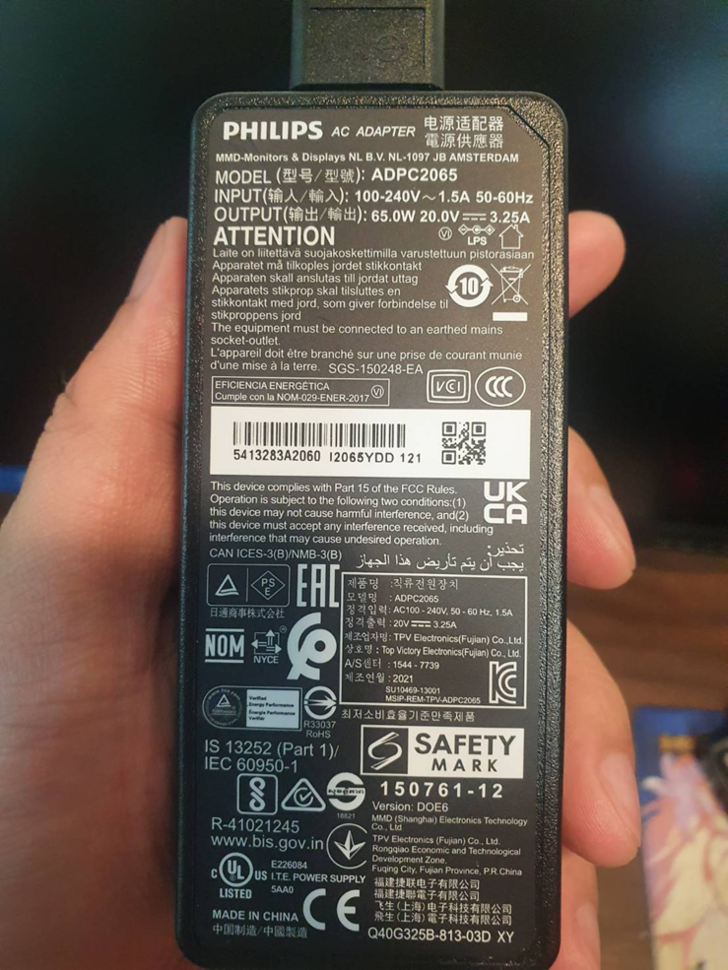 PHILIPS AC ADAPTER 电源适配器
電源供應器
MMD-Monitors & Displays NL B.V. NL-1097 JB AMSTERDAM
MODEL (型号/型號): ADPC2065
INPUT(输入/輸入): 100-240V～1.5A 50-60Hz
OUTPUT(输出/輸出): 65.0W 20.0V⎓3.25A
ATTENTION
VI
LPS
Laite on liitettävä suojakoskettimilla varustettuun pistorasiaan
Apparatet må tilkoples jordet stikkontakt
Apparaten skall anslutas till jordat uttag
Apparatets stikprop skal tilsluttes en
stikkontakt med jord, som giver forbindelse til
stikproppens jord
10
The equipment must be connected to an earthed mains
socket-outlet.
L'appareil doit être branché sur une prise de courant munie
d'une mise à la terre. SGS-150248-EA
EFICIENCIA ENERGÉTICA
Cumple con la NOM-029-ENER-2017 VI
VCI
CCC
5413283A2060 I2065YDD 121
This device complies with Part 15 of the FCC Rules.
Operation is subject to the following two conditions:(1)
this device may not cause harmful interference, and(2)
this device must accept any interference received, including
interference that may cause undesired operation.
UK
CA
CAN ICES-3(B)/NMB-3(B)
تحذير:
يجب أن يتم تأريض هذا الجهاز
PS
E
日通商事株式会社
EAC
제품명 : 직류전원장치
모델명 : ADPC2065
정격입력 : AC100 - 240V, 50 - 60 Hz, 1.5A
정격출력 : 20V⎓3.25A
제조업자명 : TPV Electronics(Fujian) Co.,Ltd.
상호명 : Top Victory Electronics(Fujian) Co., Ltd.
A/S센터 : 1544 - 7739
제조연월 : 2021
SU10469-13001
MSIP-REM-TPV-ADPC2065
최저소비효율기준만족제품
NOM
NYCE
Verified
Energy Performance
Énergie Performance
Vérifié
R33037
RoHS
IS 13252 (Part 1)/
IEC 60950-1
SAFETY
MARK
150761-12
R-41021245
www.bis.gov.in
Version: DOE6
MMD (Shanghai) Electronics Technology
Co., Ltd
TPV Electronics (Fujian) Co., Ltd.
Rongqiao Economic and Technological
Development Zone,
Fuqing City, Fujian Province, P.R.China
C UL US
LISTED
E226084
I.T.E. POWER SUPPLY
5AA0
福建捷联电子有限公司
福建捷聯電子有限公司
飞生(上海)电子科技有限公司
飛生(上海)電子科技有限公司
MADE IN CHINA
中国制造/中國製造
CE
Q40G325B-813-03D XY